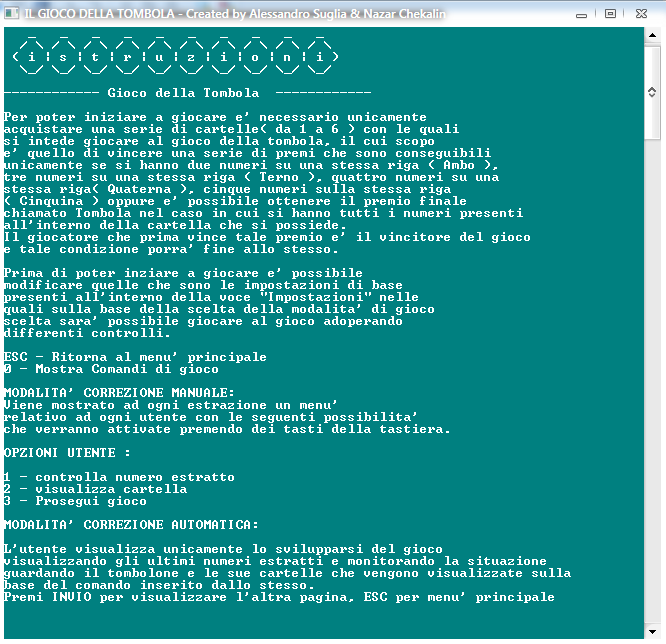 IL GIOCO DELLA TOMBOLA - Created by Alessandro Suglia & Nazar Chekalin
( i | s | t | r | u | z | i | o | n | i )
------------ Gioco della Tombola ------------
Per poter iniziare a giocare e' necessario unicamente
acquistare una serie di cartelle( da 1 a 6 ) con le quali
si intede giocare al gioco della tombola, il cui scopo
e' quello di vincere una serie di premi che sono conseguibili
unicamente se si hanno due numeri su una stessa riga ( Ambo ),
tre numeri su una stessa riga ( Terno ), quattro numeri su una
stessa riga( Quaterna ), cinque numeri sulla stessa riga
( Cinquina ) oppure e' possibile ottenere il premio finale
chiamato Tombola nel caso in cui si hanno tutti i numeri presenti
all'interno della cartella che si possiede.
Il giocatore che prima vince tale premio e' il vincitore del gioco
e tale condizione porra' fine allo stesso.
Prima di poter inziare a giocare e' possibile
modificare quelle che sono le impostazioni di base
presenti all'interno della voce "Impostazioni" nelle
quali sulla base della scelta della modalita' di gioco
scelta sara' possibile giocare al gioco adoperando
differenti controlli.
ESC - Ritorna al menu' principale
0 - Mostra Comandi di gioco
MODALITA' CORREZIONE MANUALE:
Viene mostrato ad ogni estrazione un menu'
relativo ad ogni utente con le seguenti possibilita'
che verranno attivate premendo dei tasti della tastiera.
OPZIONI UTENTE :
1 - controlla numero estratto
2 - visualizza cartella
3 - Prosegui gioco
MODALITA' CORREZIONE AUTOMATICA:
L'utente visualizza unicamente lo svilupparsi del gioco
visualizzando gli ultimi numeri estratti e monitorando la situazione
guardando il tombolone e le sue cartelle che vengono visualizzate sulla
base del comando inserito dallo stesso.
Premi INVIO per visualizzare l'altra pagina, ESC per menu' principale